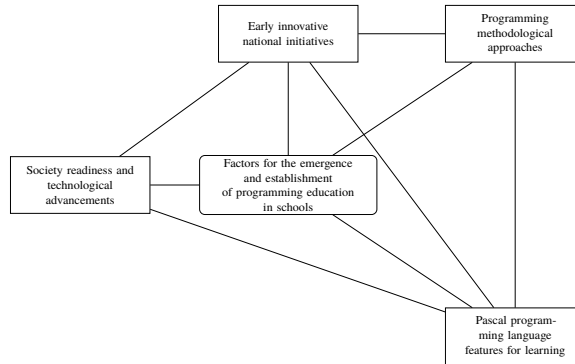 Early innovative
national initiatives
Programming
methodological
approaches
Society readiness and
technological
advancements
Factors for the emergence
and establishment
of programming education
in schools
Pascal program-
ming language
features for learning